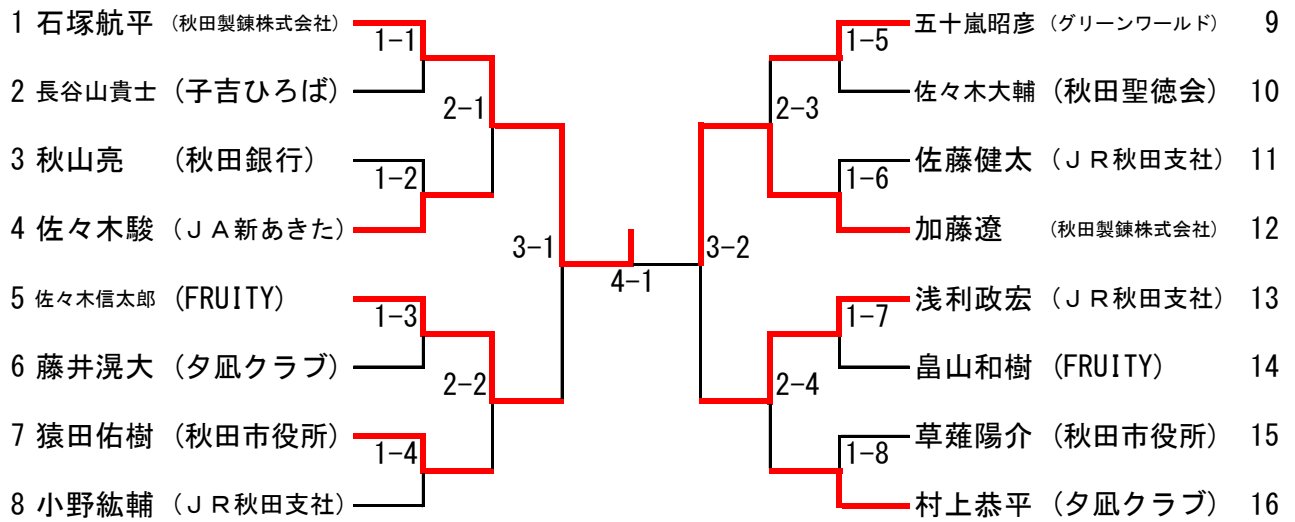 1 石塚航平 (秋田製錬株式会社)
1-1
2 長谷山貴士 (子吉ひろば)
2-1
3 秋山亮 (秋田銀行)
1-2
4 佐々木駿 (ＪＡ新あきた)
3-1
5 佐々木信太郎 (FRUITY)
1-3
6 藤井滉大 (夕凪クラブ)
2-2
7 猿田佑樹 (秋田市役所)
1-4
8 小野紘輔 (ＪＲ秋田支社)
4-1
五十嵐昭彦 (グリーンワールド) 9
1-5
佐々木大輔 (秋田聖徳会) 10
2-3
佐藤健太 (ＪＲ秋田支社) 11
1-6
加藤遼 (秋田製錬株式会社) 12
3-2
浅利政宏 (ＪＲ秋田支社) 13
1-7
畠山和樹 (FRUITY) 14
2-4
草薙陽介 (秋田市役所) 15
1-8
村上恭平 (夕凪クラブ) 16